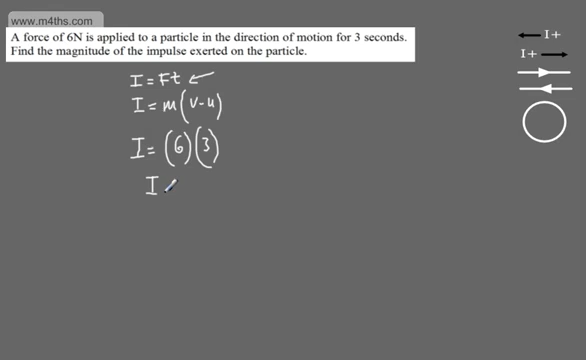 www.m4ths.com
A force of 6N is applied to a particle in the direction of motion for 3 seconds.
Find the magnitude of the impulse exerted on the particle.
I+
I+
I = Ft
I = m(v-u)
I = (6)(3)
I